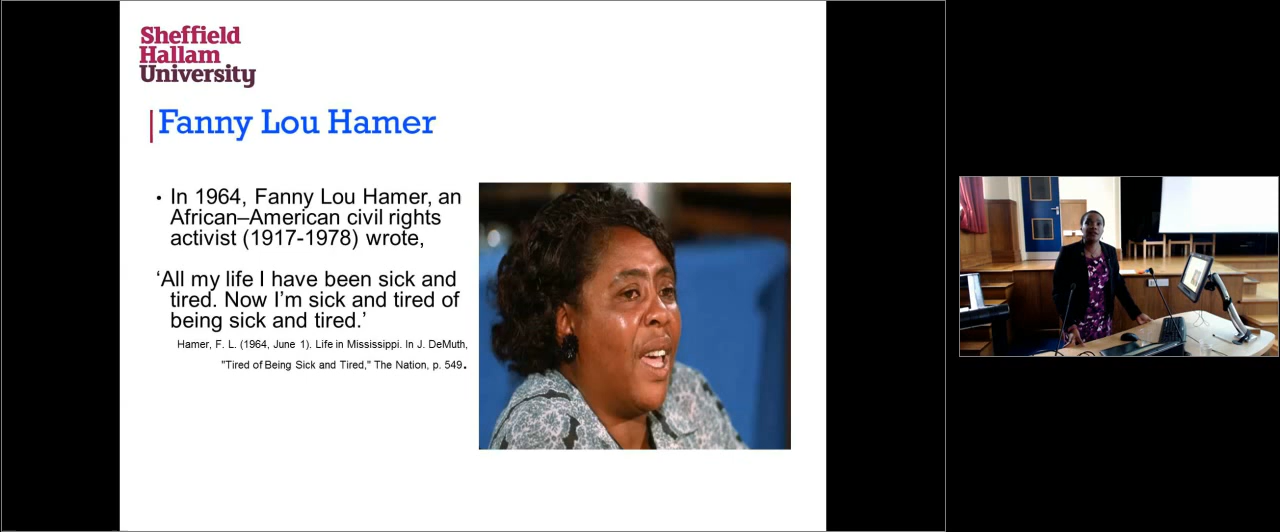 Sheffield
Hallam
University
Fanny Lou Hamer
• In 1964, Fanny Lou Hamer, an
African–American civil rights
activist (1917-1978) wrote,
‘All my life I have been sick and
tired. Now I’m sick and tired of
being sick and tired.’
Hamer, F. L. (1964, June 1). Life in Mississippi. In J. DeMuth,
"Tired of Being Sick and Tired," The Nation, p. 549.